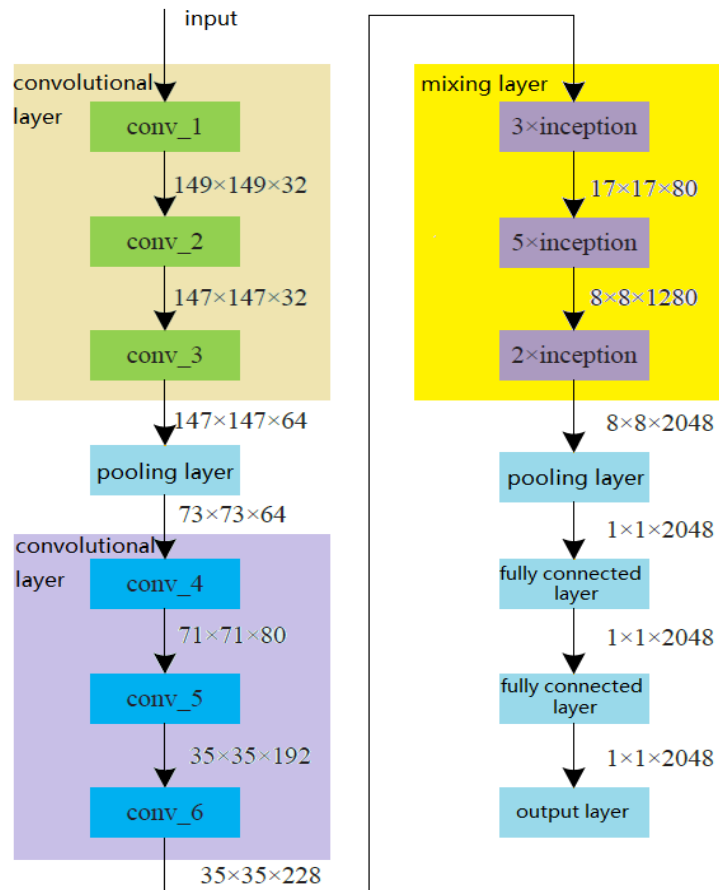 input
convolutional
layer
conv_1
149×149×32
conv_2
147×147×32
conv_3
147×147×64
pooling layer
73×73×64
convolutional
layer
conv_4
71×71×80
conv_5
35×35×192
conv_6
35×35×228
mixing layer
3×inception
17×17×80
5×inception
8×8×1280
2×inception
8×8×2048
pooling layer
1×1×2048
fully connected
layer
1×1×2048
fully connected
layer
1×1×2048
output layer